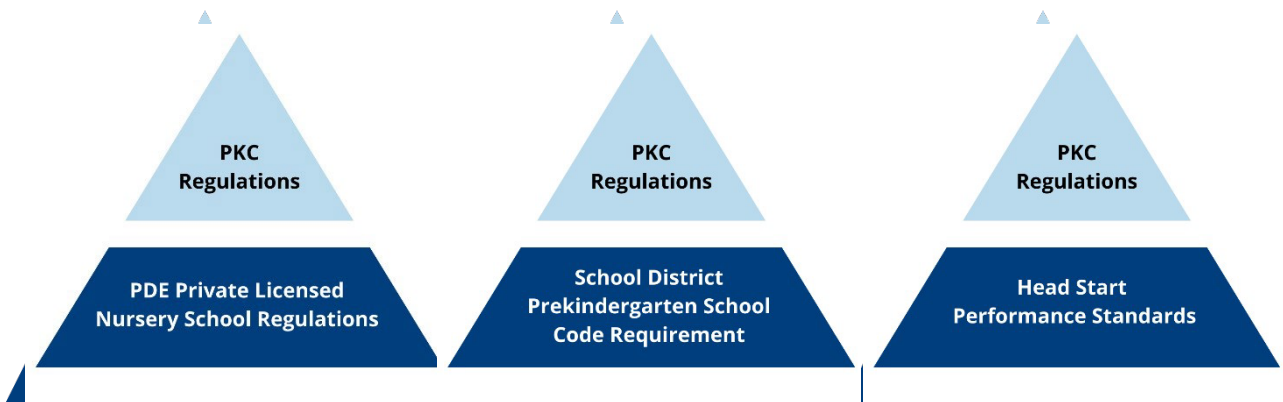 PKC
Regulations
PDE Private Licensed
Nursery School Regulations
PKC
Regulations
School District
Prekindergarten School
Code Requirement
PKC
Regulations
Head Start
Performance Standards